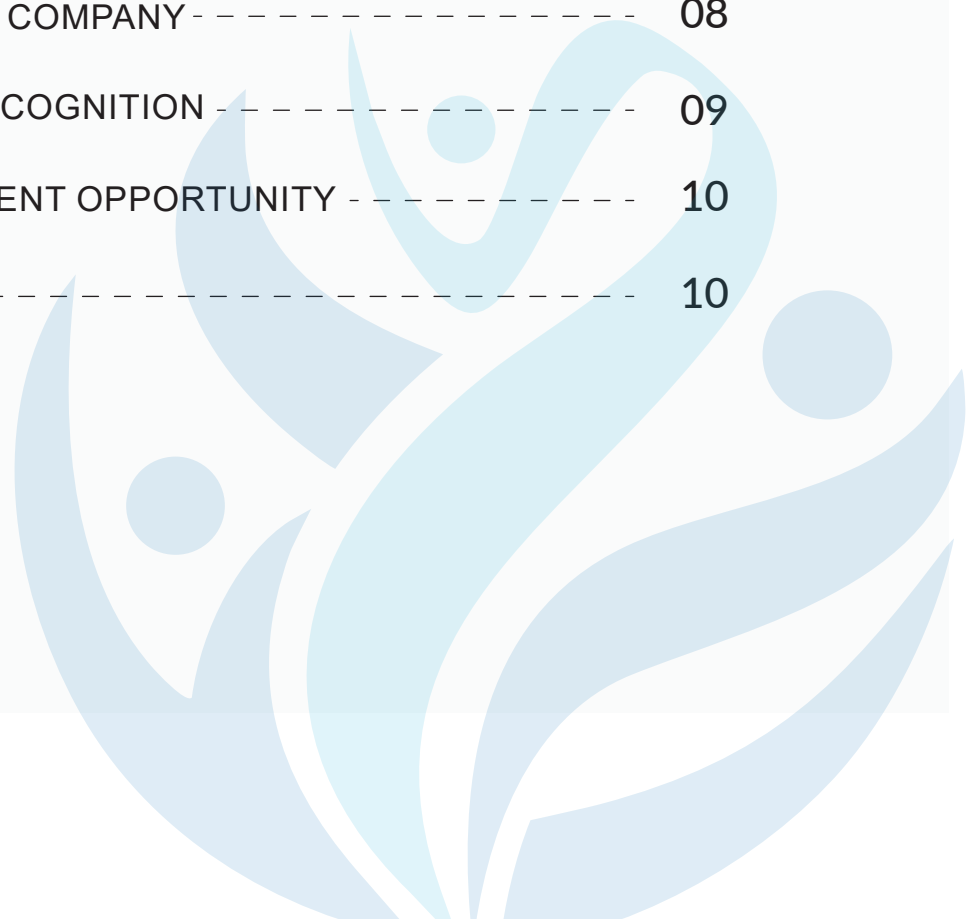 COMPANY - - - - - - - - - - - - - - 08
COGNITION - - - - - - - - - - - - - - 09
ENT OPPORTUNITY - - - - - - - - - - - 10
- - - - - - - - - - - - - - - - - - - - 10